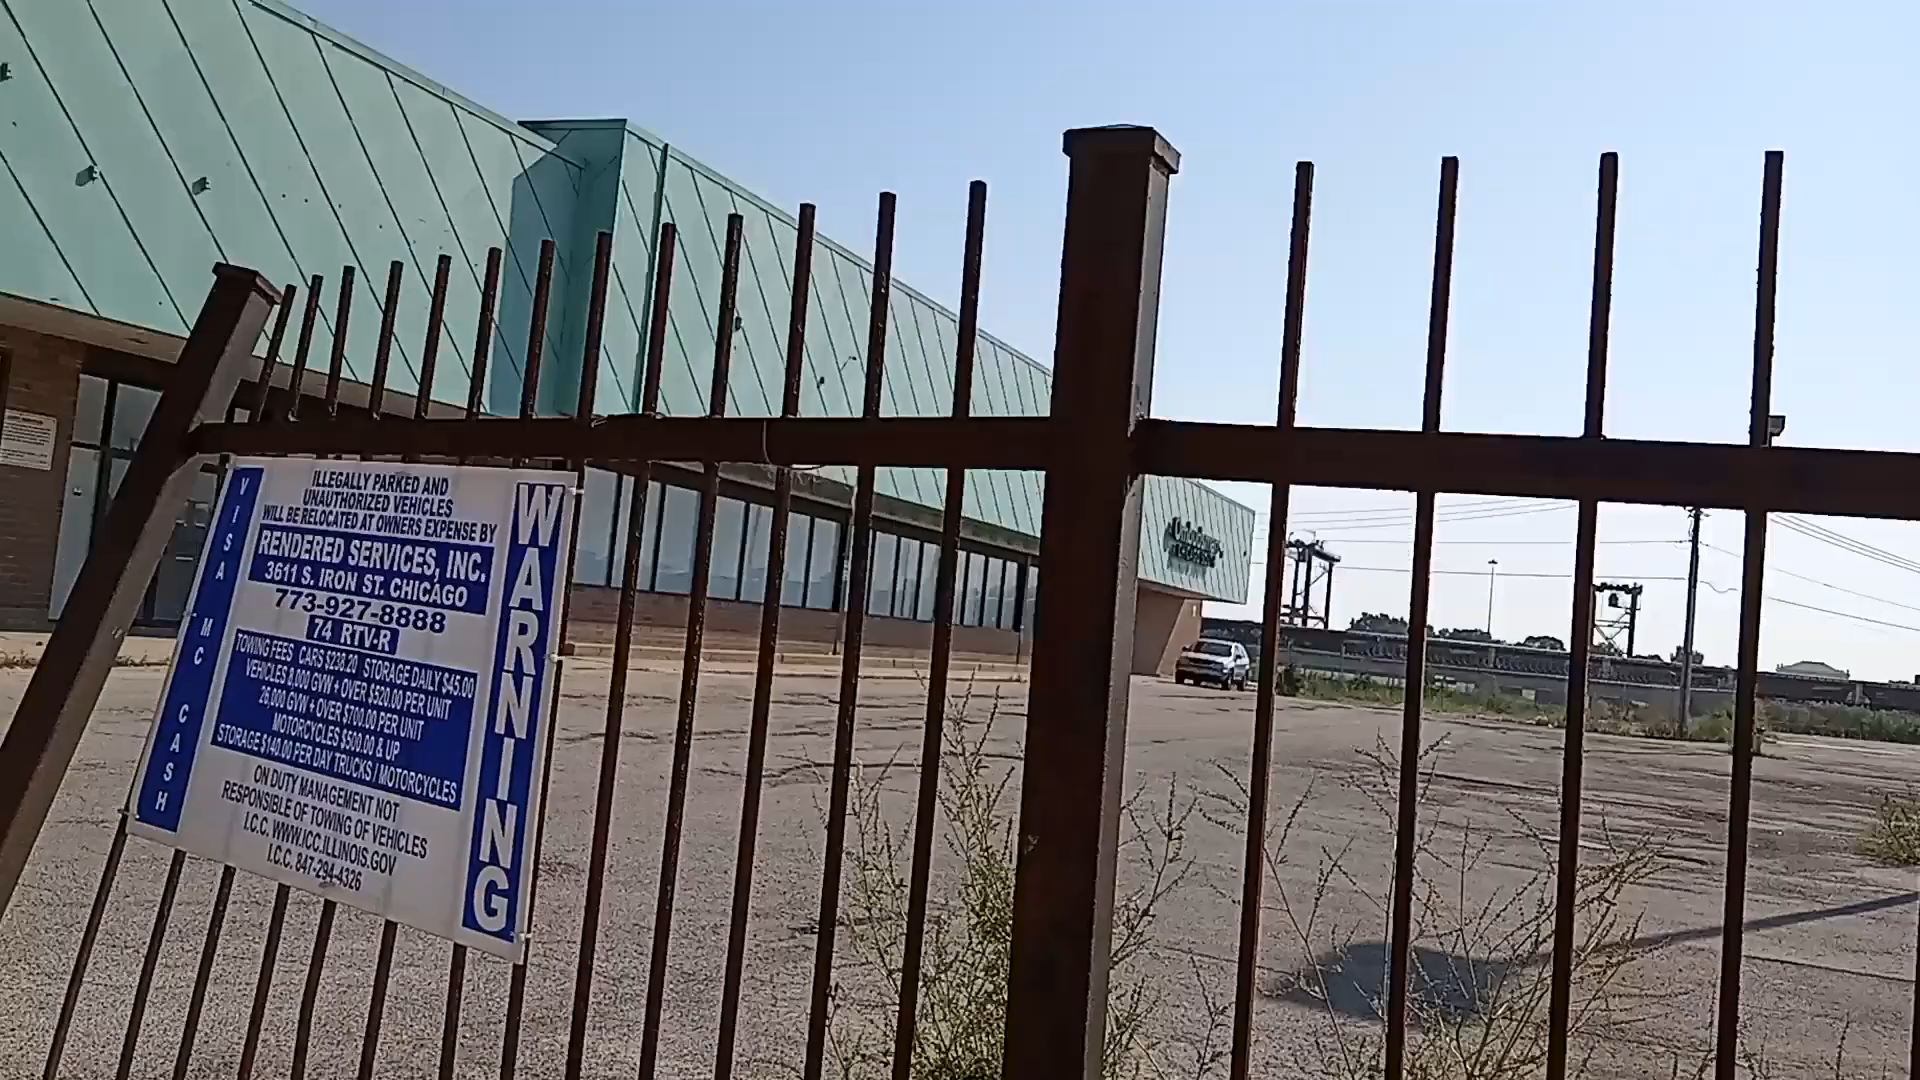 ILLEGALLY PARKED AND
UNAUTHORIZED VEHICLES
WILL BE RELOCATED AT OWNERS EXPENSE BY
RENDERED SERVICES, INC.
3611 S. IRON ST. CHICAGO
773-927-8888
74 RTV-R
TOWING FEES CARS $238.20 STORAGE DAILY $45.00
VEHICLES 8,000 GVW + OVER $520.00 PER UNIT
26,000 GVW + OVER $700.00 PER UNIT
MOTORCYCLES $500.00 & UP
STORAGE $140.00 PER DAY TRUCKS / MOTORCYCLES
ON DUTY MANAGEMENT NOT
RESPONSIBLE OF TOWING OF VEHICLES
I.C.C. WWW.ICC.ILLINOIS.GOV
I.C.C. 847-294-4326
VISA MC CASH
WARNING